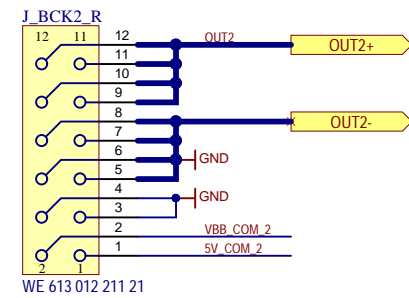 J_BCK2_R
12 11
12
11
10
9
8
7
6
5
4
3
2
1
2 1
OUT2
OUT2+
OUT2-
GND
GND
VBB_COM_2
5V_COM_2
WE 613 012 211 21